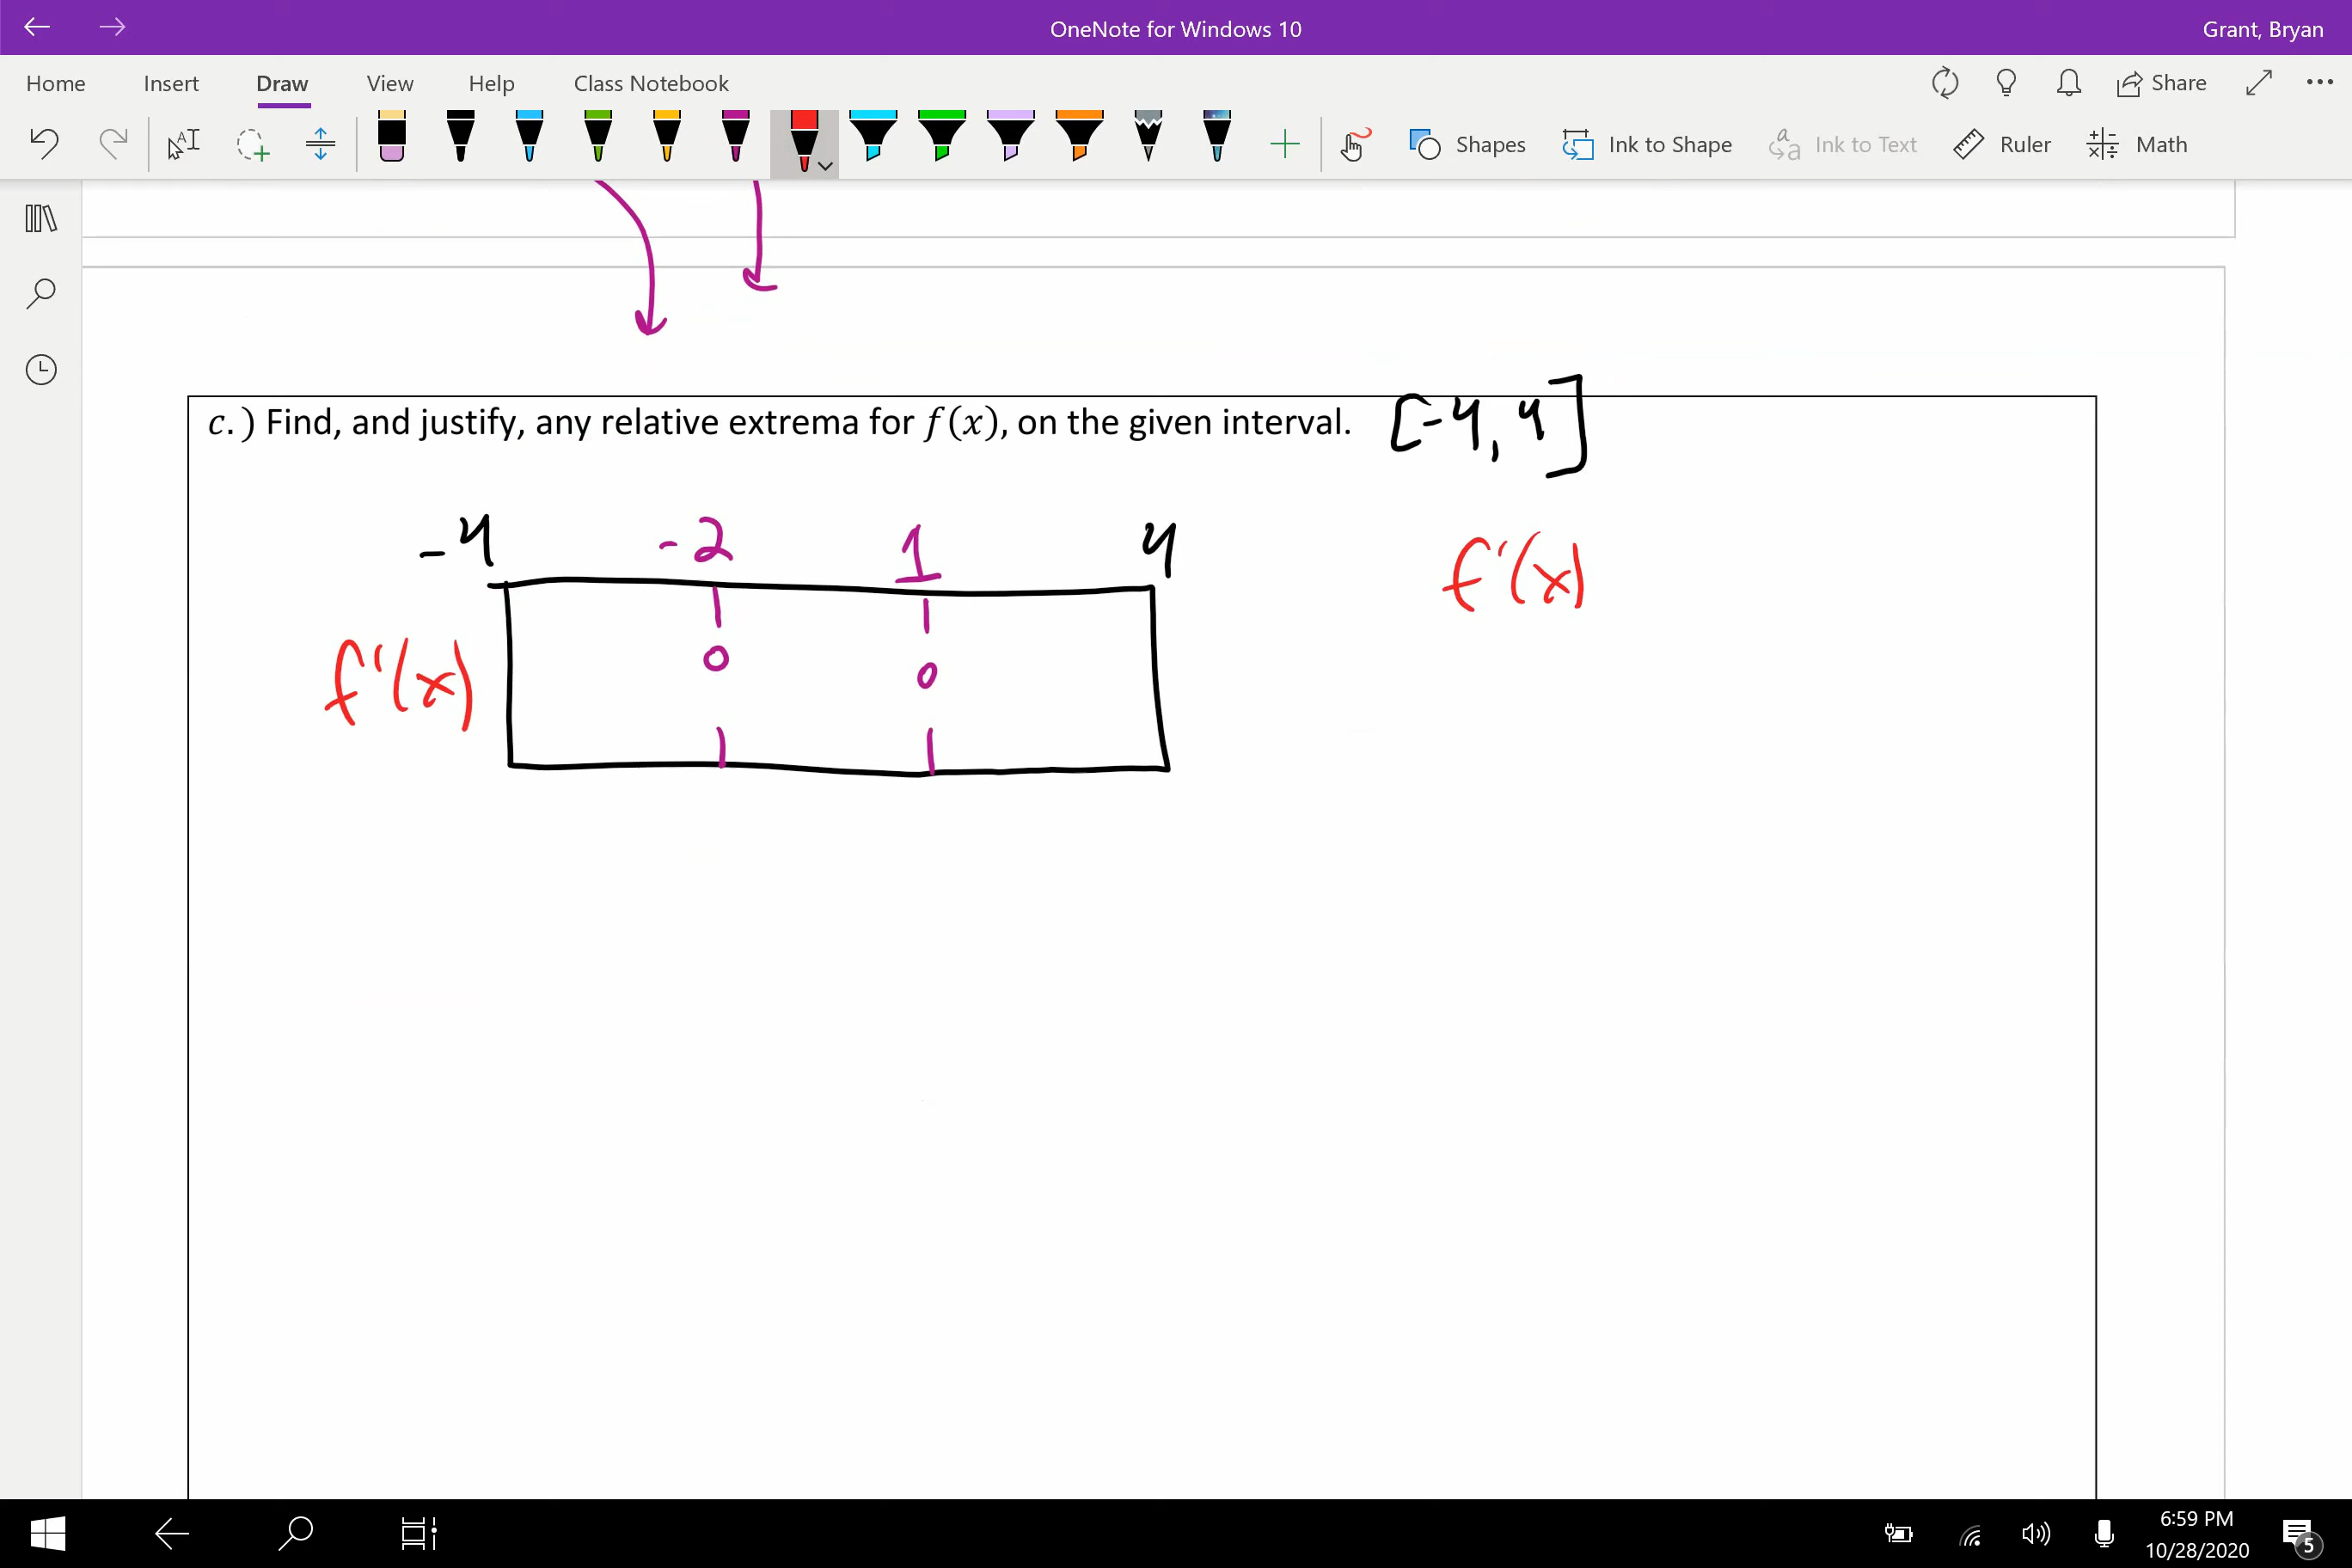 OneNote for Windows 10
Grant, Bryan
Home Insert Draw View Help Class Notebook Share
Shapes Ink to Shape Ink to Text Ruler Math
c.) Find, and justify, any relative extrema for f(x), on the given interval. [-4, 4]
-4 -2 1 4
f'(x)
f'(x) 0 0
6:59 PM
10/28/2020
5